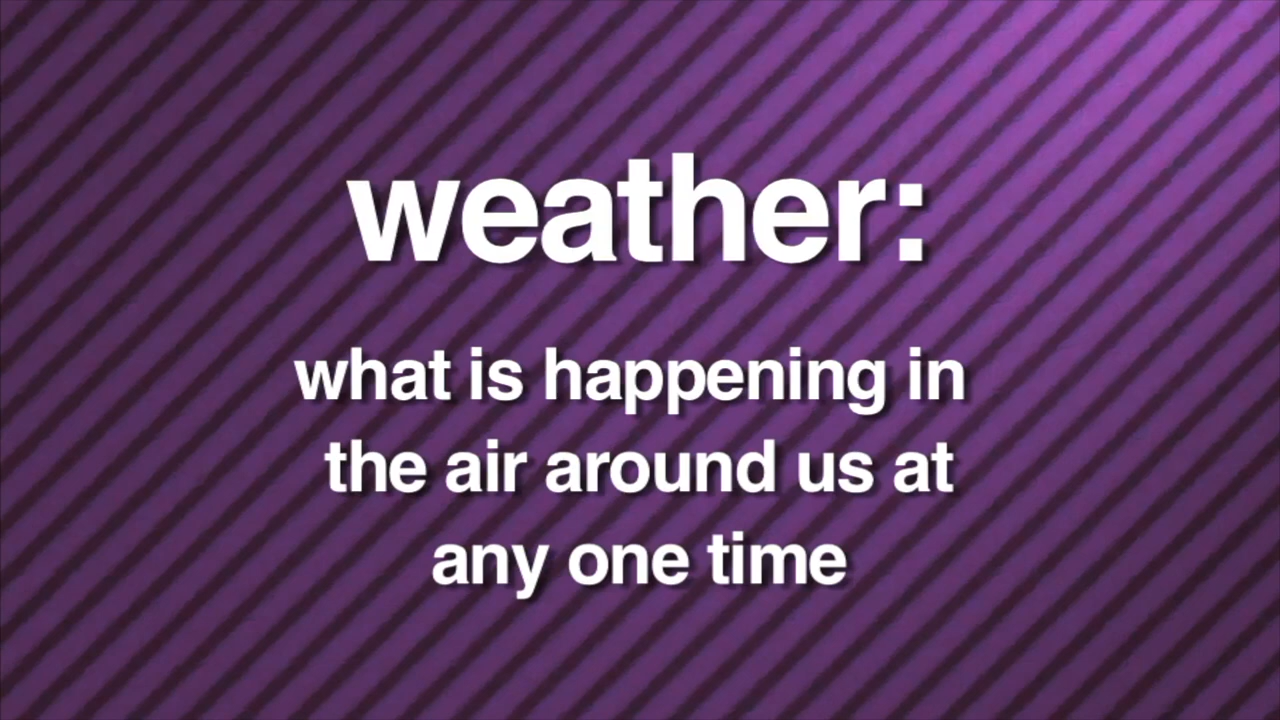 weather:
what is happening in
the air around us at
any one time